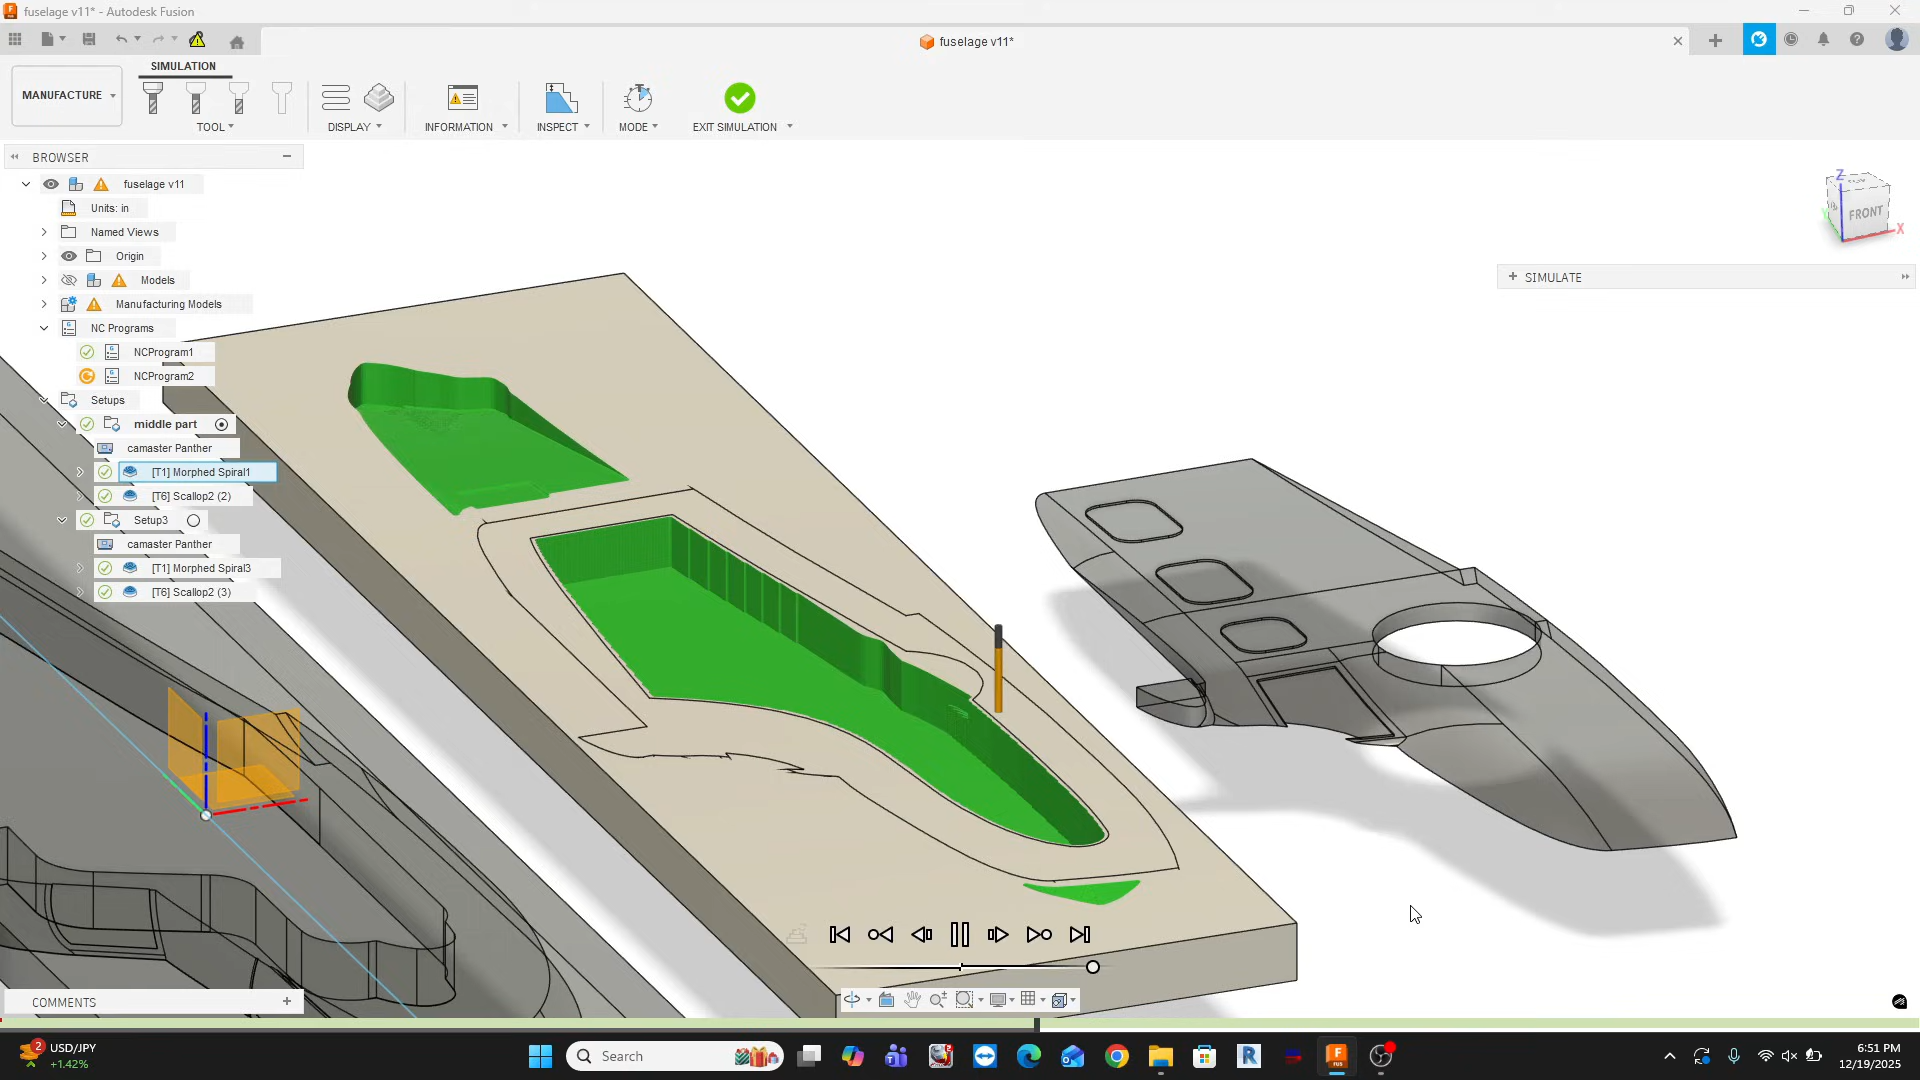 fuselage v11* - Autodesk Fusion
fuselage v11*
SIMULATION
MANUFACTURE
TOOL
DISPLAY
INFORMATION
INSPECT
MODE
EXIT SIMULATION
BROWSER
fuselage v11
Units: in
Named Views
Origin
Models
Manufacturing Models
NC Programs
NCProgram1
NCProgram2
Setups
middle part
camaster Panther
[T1] Morphed Spiral1
[T6] Scallop2 (2)
Setup3
camaster Panther
[T1] Morphed Spiral3
[T6] Scallop2 (3)
Z
TOP
FRONT
X
Y
SIMULATE
COMMENTS
2
USD/JPY
+1.42%
Search
6:51 PM
12/19/2025